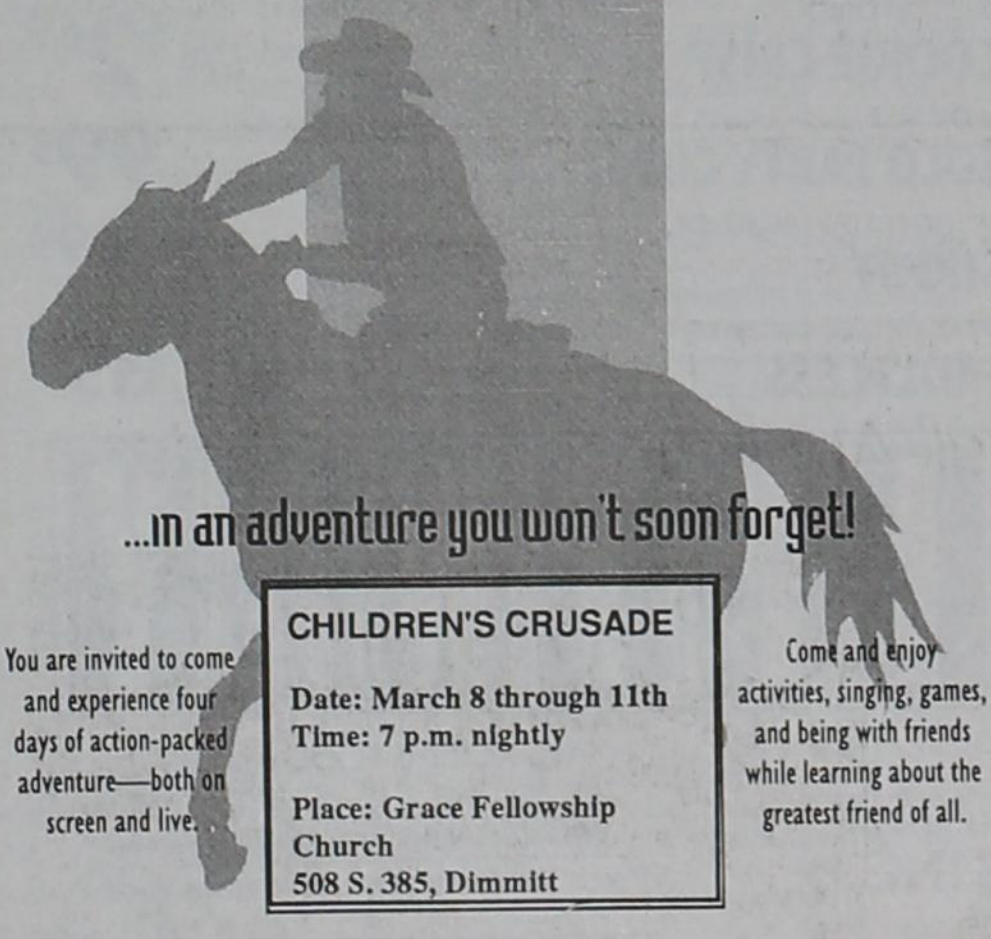 ...in an adventure you won't soon forget!
You are invited to come
and experience four
days of action-packed
adventure—both on
screen and live.
CHILDREN'S CRUSADE
Date: March 8 through 11th
Time: 7 p.m. nightly
Place: Grace Fellowship
Church
508 S. 385, Dimmitt
Come and enjoy
activities, singing, games,
and being with friends
while learning about the
greatest friend of all.